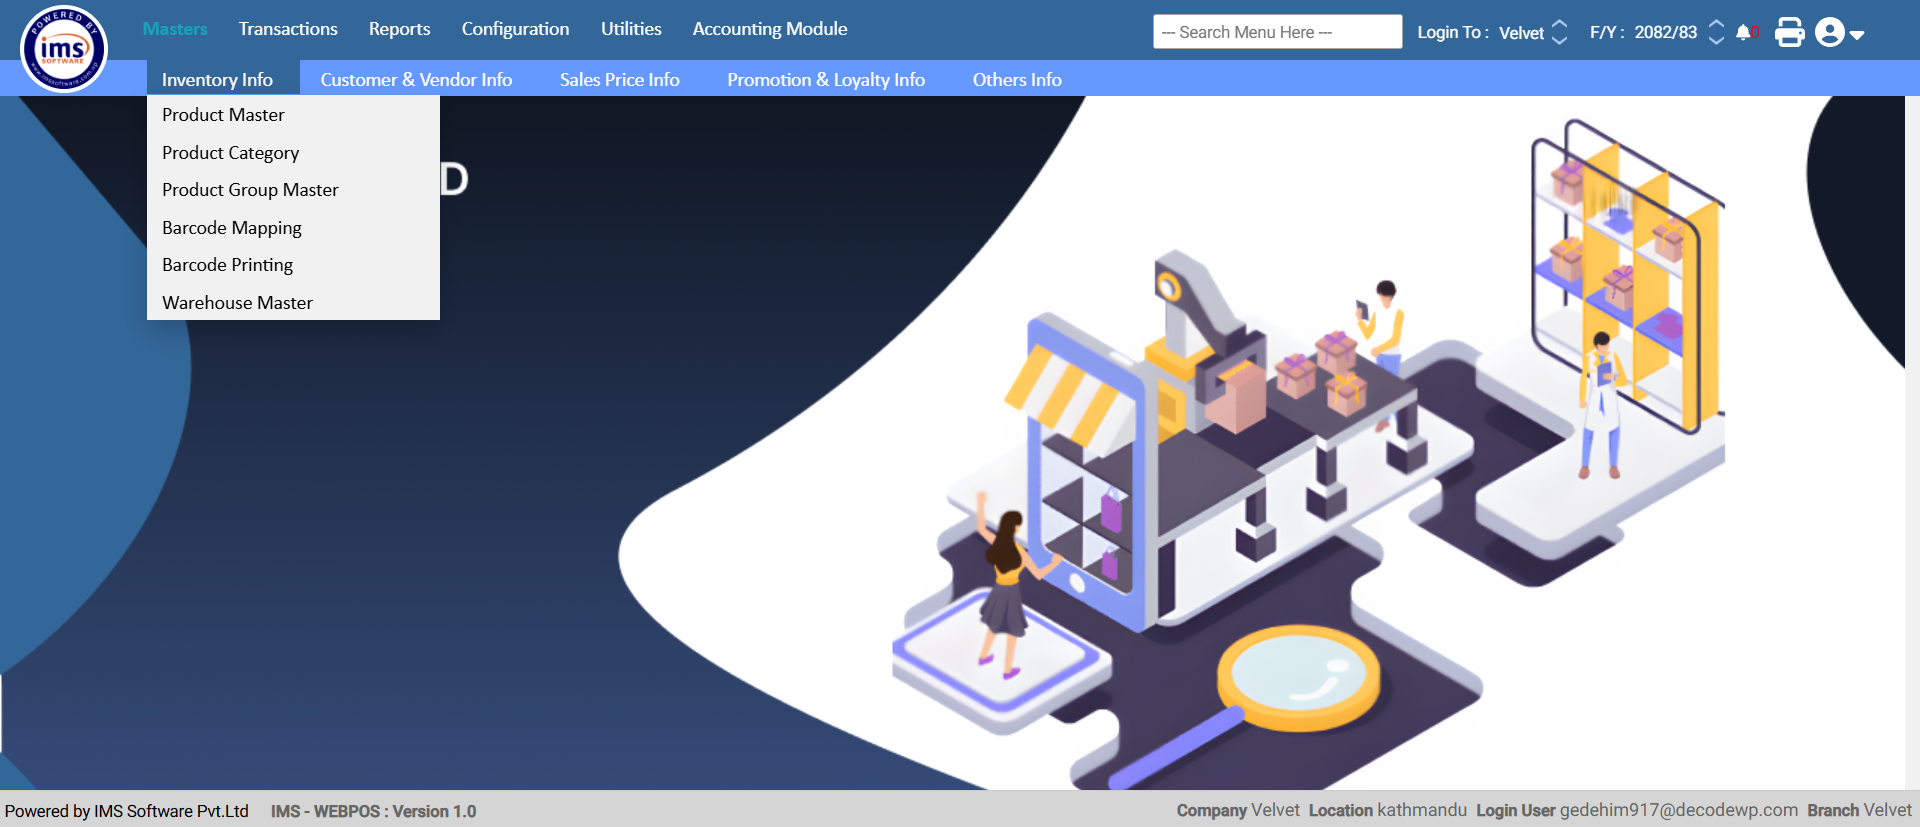 POWERED BY
ims
SOFTWARE
www.imssoftware.com.np
Masters
Transactions
Reports
Configuration
Utilities
Accounting Module
--- Search Menu Here ---
Login To :
Velvet
F/Y :
2082/83
0
Inventory Info
Customer & Vendor Info
Sales Price Info
Promotion & Loyalty Info
Others Info
Product Master
Product Category
Product Group Master
Barcode Mapping
Barcode Printing
Warehouse Master
D
Powered by IMS Software Pvt.Ltd
IMS - WEBPOS : Version 1.0
Company Velvet Location kathmandu Login User gedehim917@decodewp.com Branch Velvet